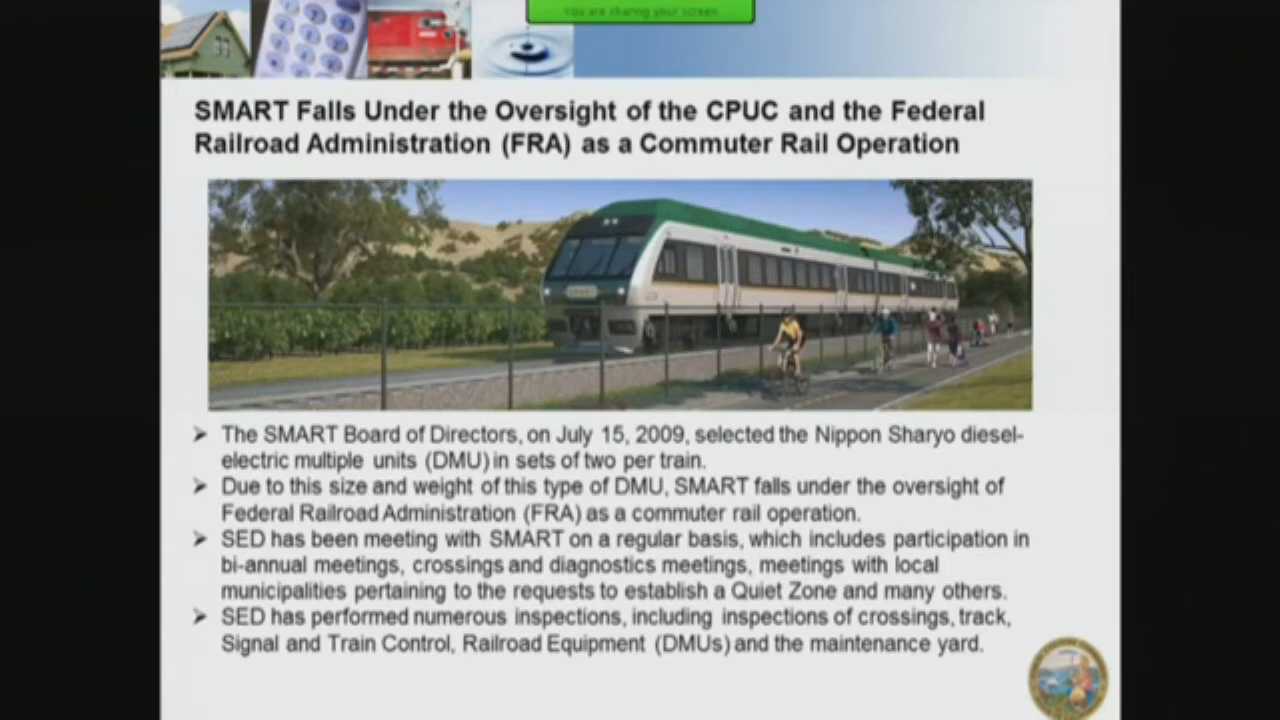 You are sharing your screen
SMART Falls Under the Oversight of the CPUC and the Federal
Railroad Administration (FRA) as a Commuter Rail Operation
➢ The SMART Board of Directors, on July 15, 2009, selected the Nippon Sharyo diesel-
electric multiple units (DMU) in sets of two per train.
➢ Due to this size and weight of this type of DMU, SMART falls under the oversight of
Federal Railroad Administration (FRA) as a commuter rail operation.
➢ SED has been meeting with SMART on a regular basis, which includes participation in
bi-annual meetings, crossings and diagnostics meetings, meetings with local
municipalities pertaining to the requests to establish a Quiet Zone and many others.
➢ SED has performed numerous inspections, including inspections of crossings, track,
Signal and Train Control, Railroad Equipment (DMUs) and the maintenance yard.